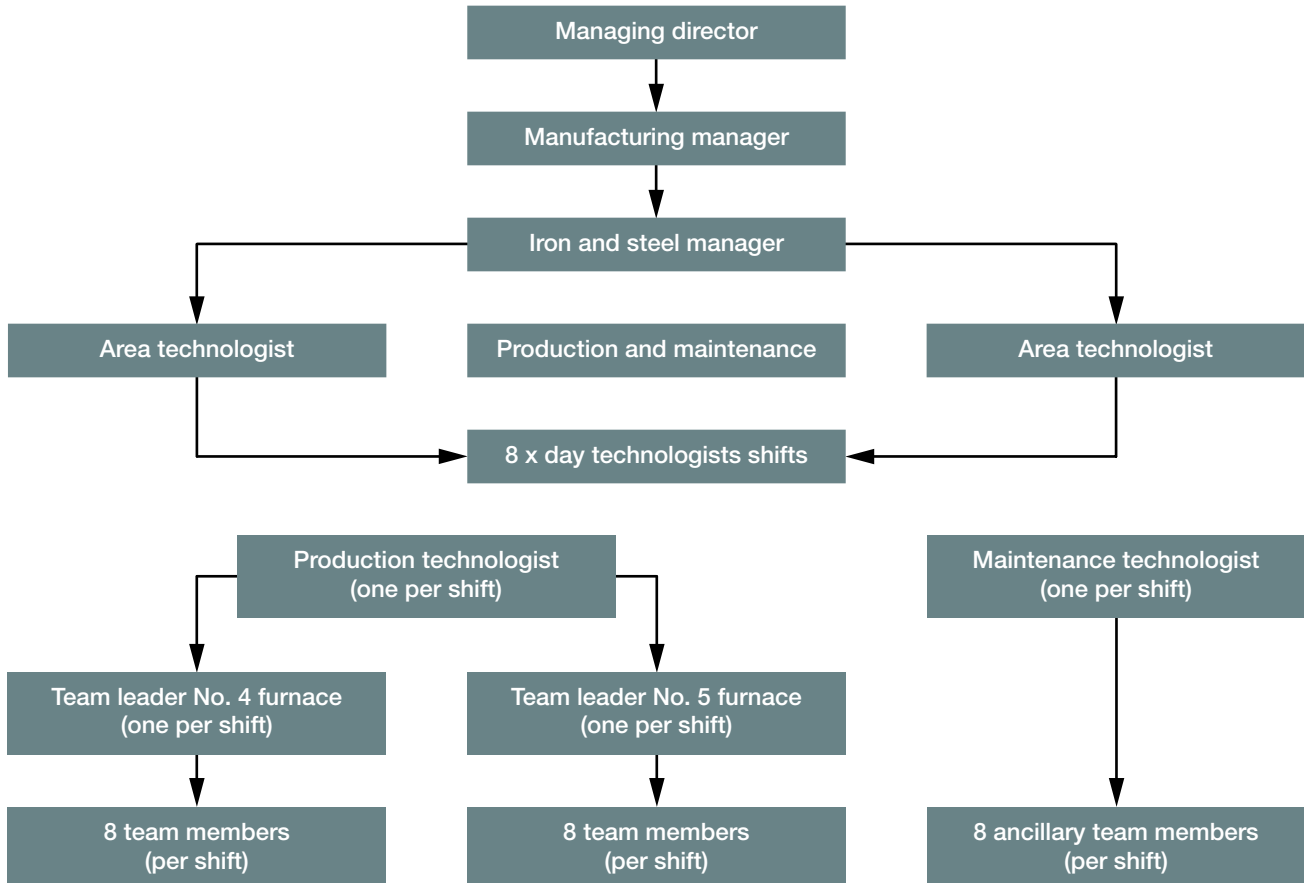 Managing director
Manufacturing manager
Iron and steel manager
Area technologist
Production and maintenance
Area technologist
8 x day technologists shifts
Production technologist
(one per shift)
Maintenance technologist
(one per shift)
Team leader No. 4 furnace
(one per shift)
Team leader No. 5 furnace
(one per shift)
8 team members
(per shift)
8 team members
(per shift)
8 ancillary team members
(per shift)